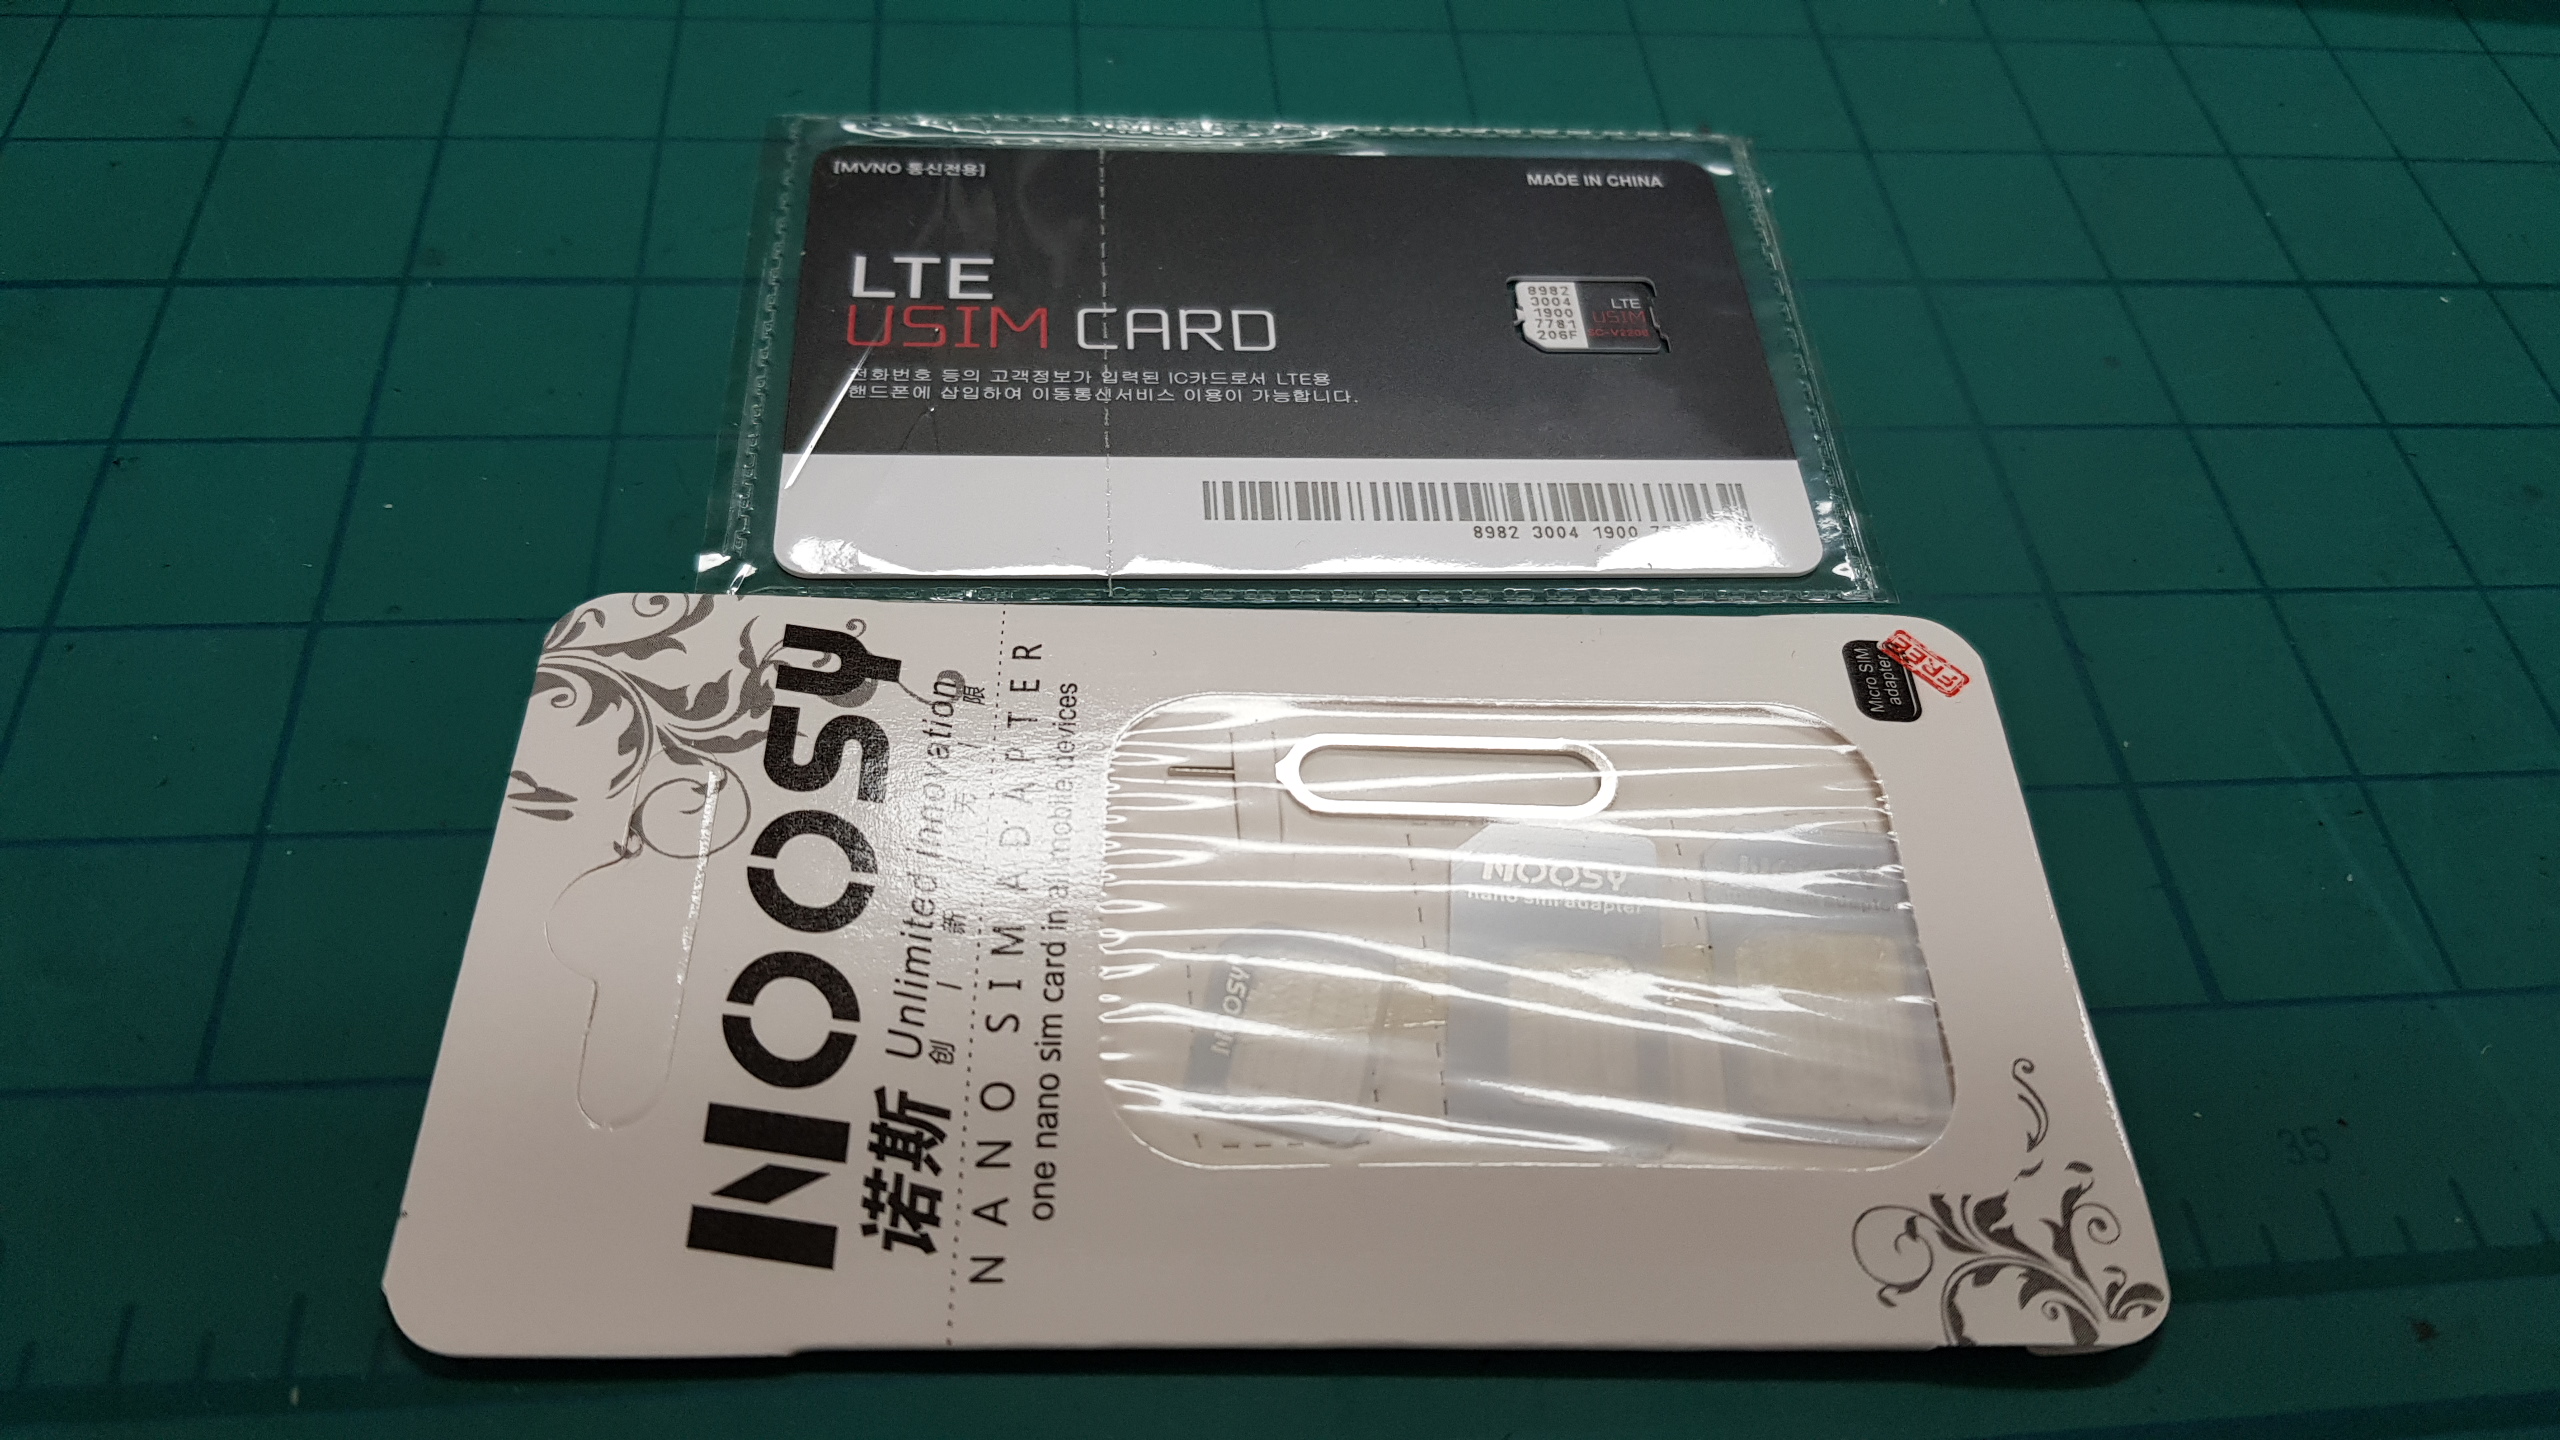 [MVNO 통신전용]
MADE IN CHINA
LTE
USIM CARD
전화번호 등의 고객정보가 입력된 IC카드로서 LTE용
핸드폰에 삽입하여 이동통신서비스 이용이 가능합니다.
8982
3004
1900
7781
206F
LTE
USIM
8982 3004 1900
NOOSY
诺斯 Unlimited Innovation
创 / 新 / 无 / 限
NANO SIM ADAPTER
one nano sim card in all mobile devices
Micro SIM
adapter
FREE
NOOSY
nano sim adapter
NOOSY